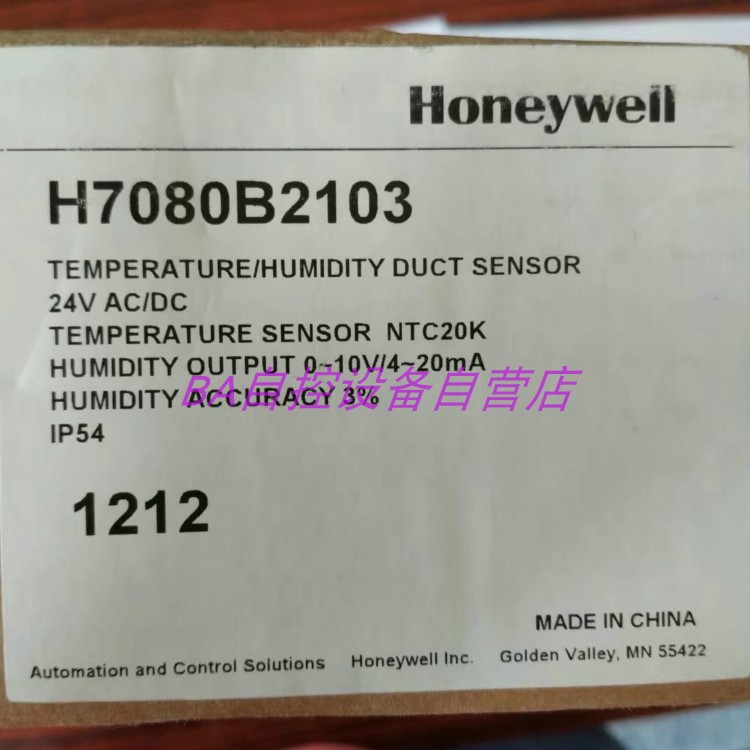 Honeywell
H7080B2103
TEMPERATURE/HUMIDITY DUCT SENSOR
24V AC/DC
TEMPERATURE SENSOR NTC20K
HUMIDITY OUTPUT 0~10V/4~20mA
BA自控设备自营店
HUMIDITY ACCURACY 3%
IP54
1212
MADE IN CHINA
Automation and Control Solutions Honeywell Inc. Golden Valley, MN 55422